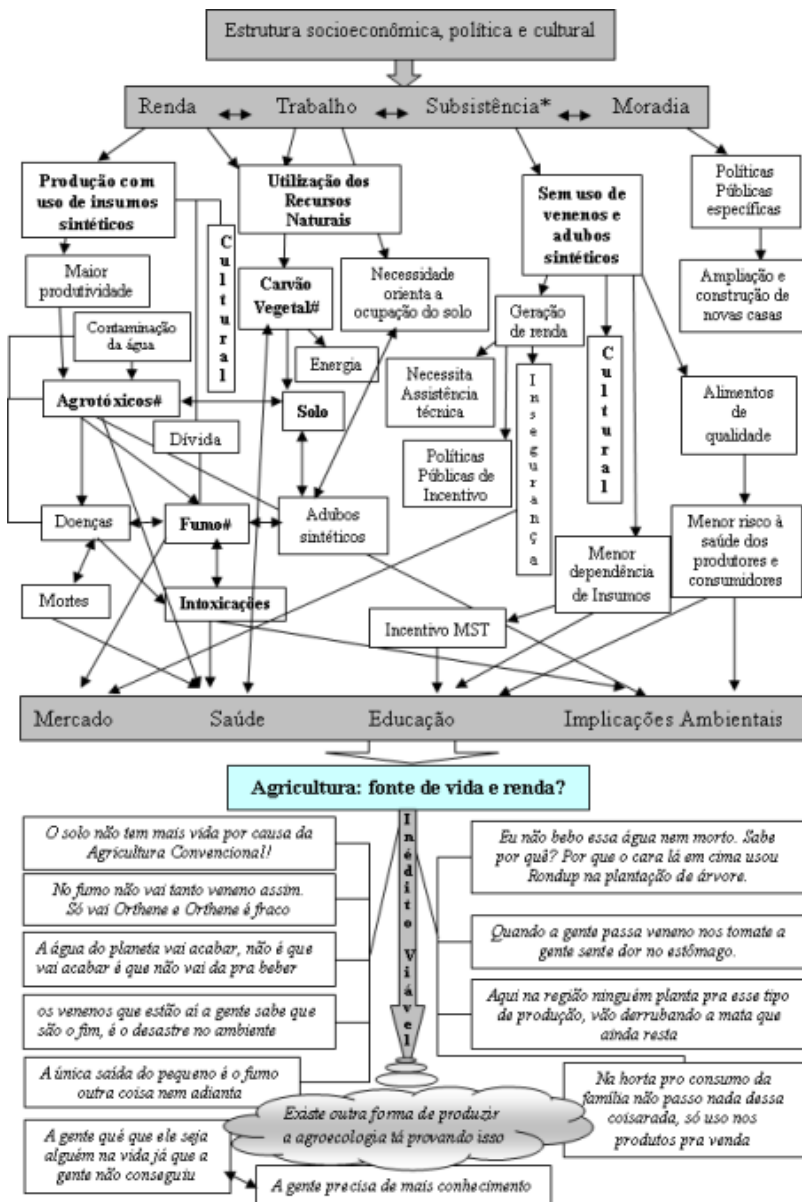 Estrutura socioeconômica, política e cultural
Renda Trabalho Subsistência* Moradia
Produção com
uso de insumos
sintéticos
Utilização dos
Recursos
Naturais
Sem uso de
venenos e
adubos
sintéticos
Políticas
Públicas
específicas
Cultural
Maior
produtividade
Carvão
Vegetal#
Necessidade
orienta a
ocupação do solo
Geração
de renda
Ampliação e
construção de
novas casas
Contaminação
da água
Energia
Necessita
Assistência
técnica
Insegurança
Cultural
Alimentos
de
qualidade
Agrotóxicos#
Solo
Dívida
Políticas
Públicas de
Incentivo
Doenças
Fumo#
Adubos
sintéticos
Menor risco à
saúde dos
produtores e
consumidores
Menor
dependência
de Insumos
Mortes
Intoxicações
Incentivo MST
Mercado Saúde Educação Implicações Ambientais
Agricultura: fonte de vida e renda?
Inédito Viável
O solo não tem mais vida por causa da
Agricultura Convencional!
No fumo não vai tanto veneno assim.
Só vai Orthene e Orthene é fraco
A água do planeta vai acabar, não é que
vai acabar é que não vai da pra beber
os venenos que estão aí a gente sabe que
são o fim, é o desastre no ambiente
A única saída do pequeno é o fumo
outra coisa nem adianta
A gente qué que ele seja
alguém na vida já que a
gente não conseguiu
Eu não bebo essa água nem morto. Sabe
por quê? Por que o cara lá em cima usou
Rondup na plantação de árvore.
Quando a gente passa veneno nos tomate a
gente sente dor no estômago.
Aqui na região ninguém planta pra esse tipo
de produção, vão derrubando a mata que
ainda resta
Na horta pro consumo da
família não passo nada dessa
coisarada, só uso nos
produtos pra venda
Existe outra forma de produzir
a agroecologia tá provando isso
A gente precisa de mais conhecimento